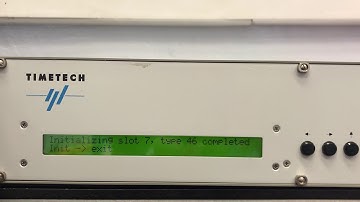 TIMETECH
Initializing slot 7, type 46 completed
Init -> exit